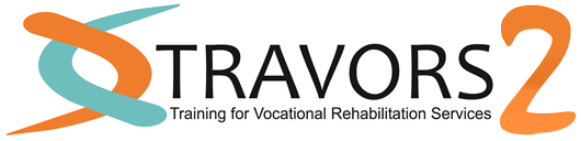 TRAVORS 2
Training for Vocational Rehabilitation Services